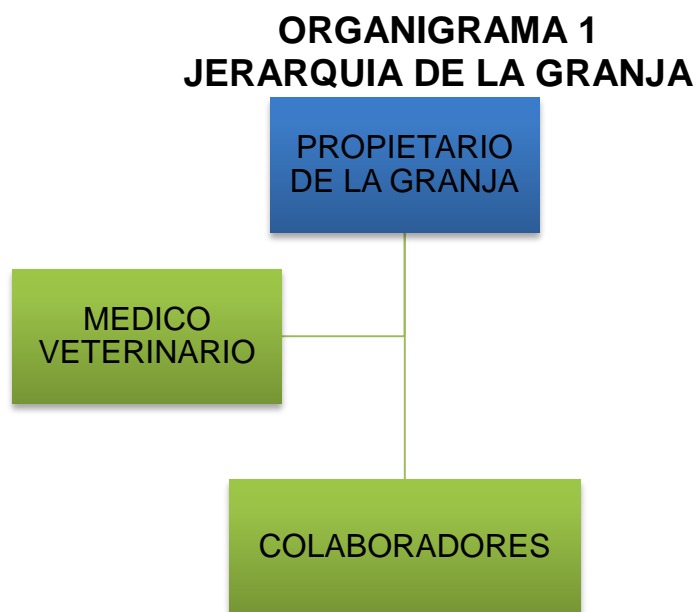 ORGANIGRAMA 1
JERARQUIA DE LA GRANJA
PROPIETARIO
DE LA GRANJA
MEDICO
VETERINARIO
COLABORADORES